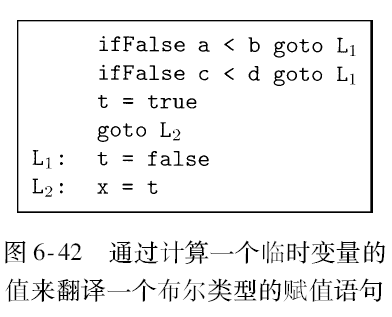 ifFalse a < b goto L₁
ifFalse c < d goto L₁
t = true
goto L₂
L₁: t = false
L₂: x = t
图 6-42 通过计算一个临时变量的
值来翻译一个布尔类型的赋值语句